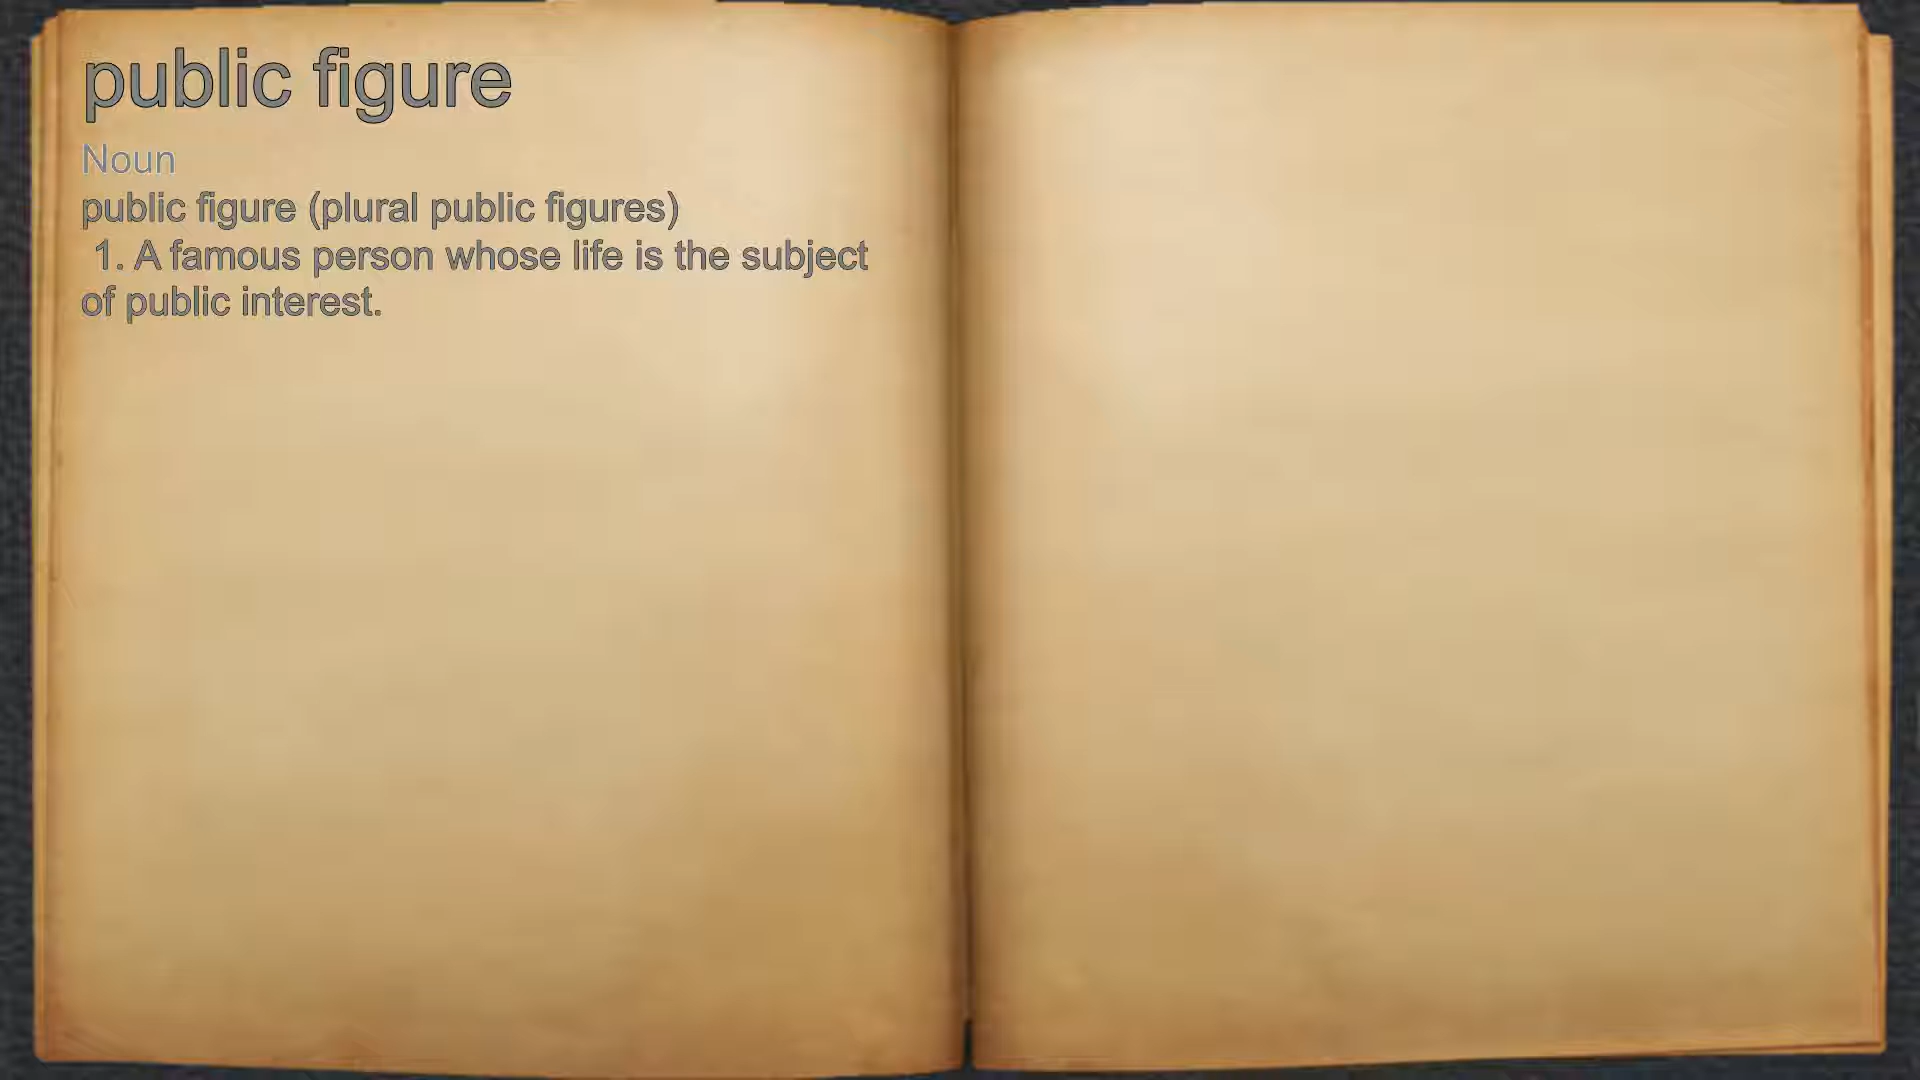 public figure
Noun
public figure (plural public figures)
1. A famous person whose life is the subject
of public interest.